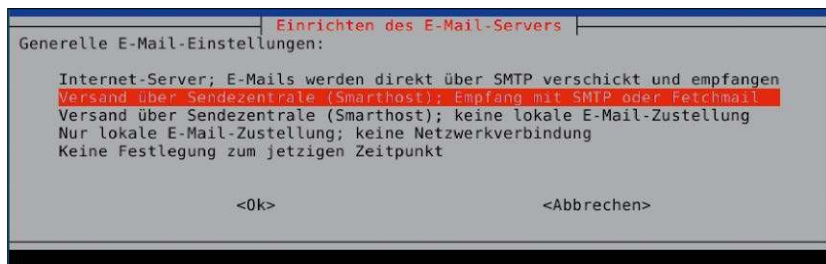 Einrichten des E-Mail-Servers
Generelle E-Mail-Einstellungen:
Internet-Server; E-Mails werden direkt über SMTP verschickt und empfangen
Versand über Sendezentrale (Smarthost); Empfang mit SMTP oder Fetchmail
Versand über Sendezentrale (Smarthost); keine lokale E-Mail-Zustellung
Nur lokale E-Mail-Zustellung; keine Netzwerkverbindung
Keine Festlegung zum jetzigen Zeitpunkt
<Ok> <Abbrechen>